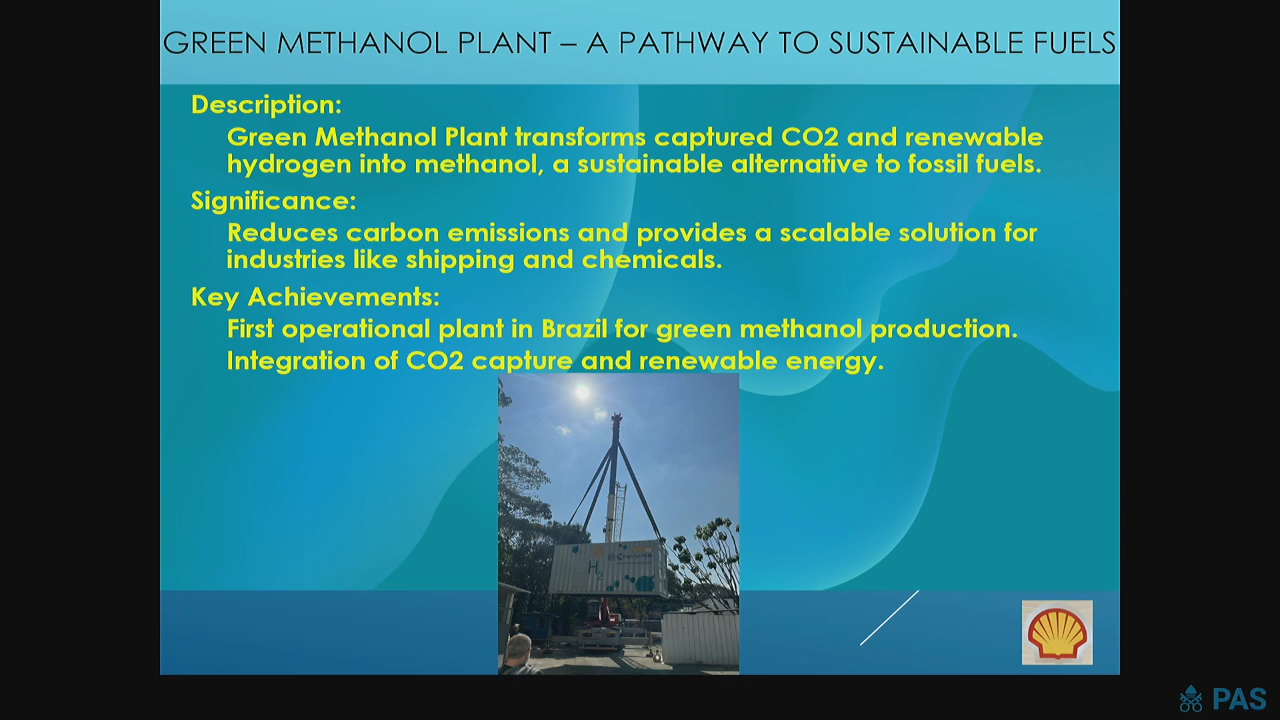 GREEN METHANOL PLANT – A PATHWAY TO SUSTAINABLE FUELS
Description:
Green Methanol Plant transforms captured CO2 and renewable
hydrogen into methanol, a sustainable alternative to fossil fuels.
Significance:
Reduces carbon emissions and provides a scalable solution for
industries like shipping and chemicals.
Key Achievements:
First operational plant in Brazil for green methanol production.
Integration of CO2 capture and renewable energy.
H2
PAS